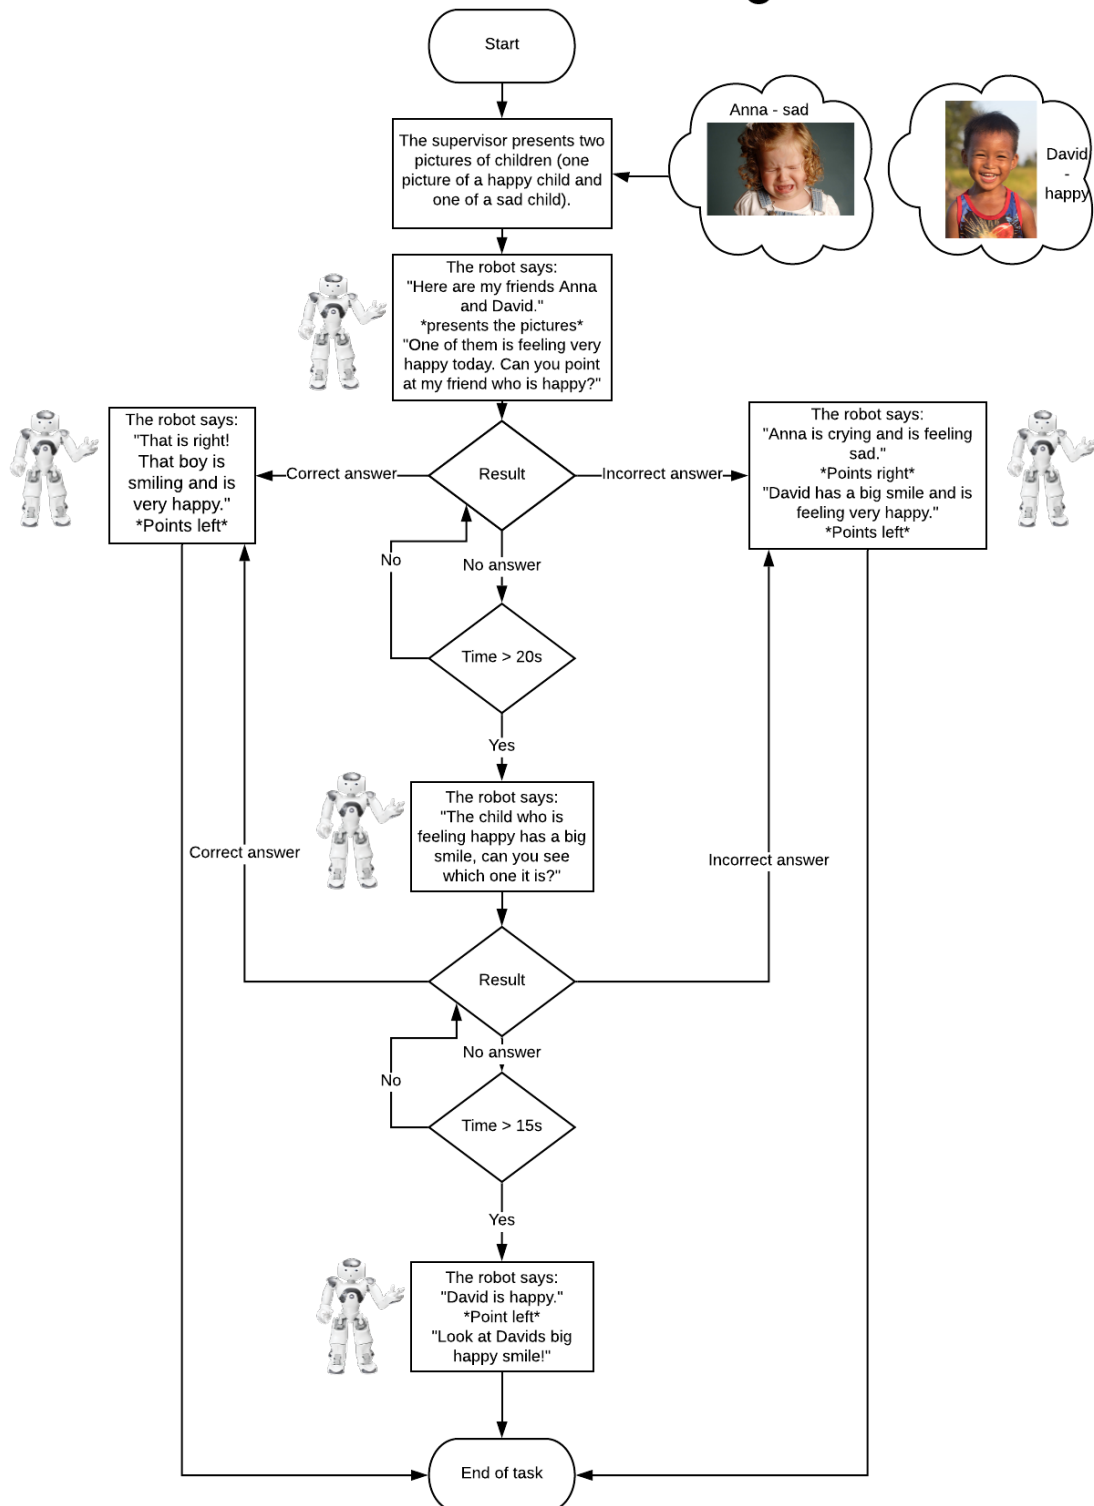 Start
Anna - sad
David
-
happy
The supervisor presents two
pictures of children (one
picture of a happy child and
one of a sad child).
The robot says:
"Here are my friends Anna
and David."
*presents the pictures*
"One of them is feeling very
happy today. Can you point
at my friend who is happy?"
The robot says:
"That is right!
That boy is
smiling and is
very happy."
*Points left*
Correct answer
Result
Incorrect answer
The robot says:
"Anna is crying and is feeling
sad."
*Points right*
"David has a big smile and is
feeling very happy."
*Points left*
No
No answer
Time > 20s
Yes
The robot says:
"The child who is
feeling happy has a big
smile, can you see
which one it is?"
Correct answer
Incorrect answer
Result
No answer
No
Time > 15s
Yes
The robot says:
"David is happy."
*Point left*
"Look at Davids big
happy smile!"
End of task